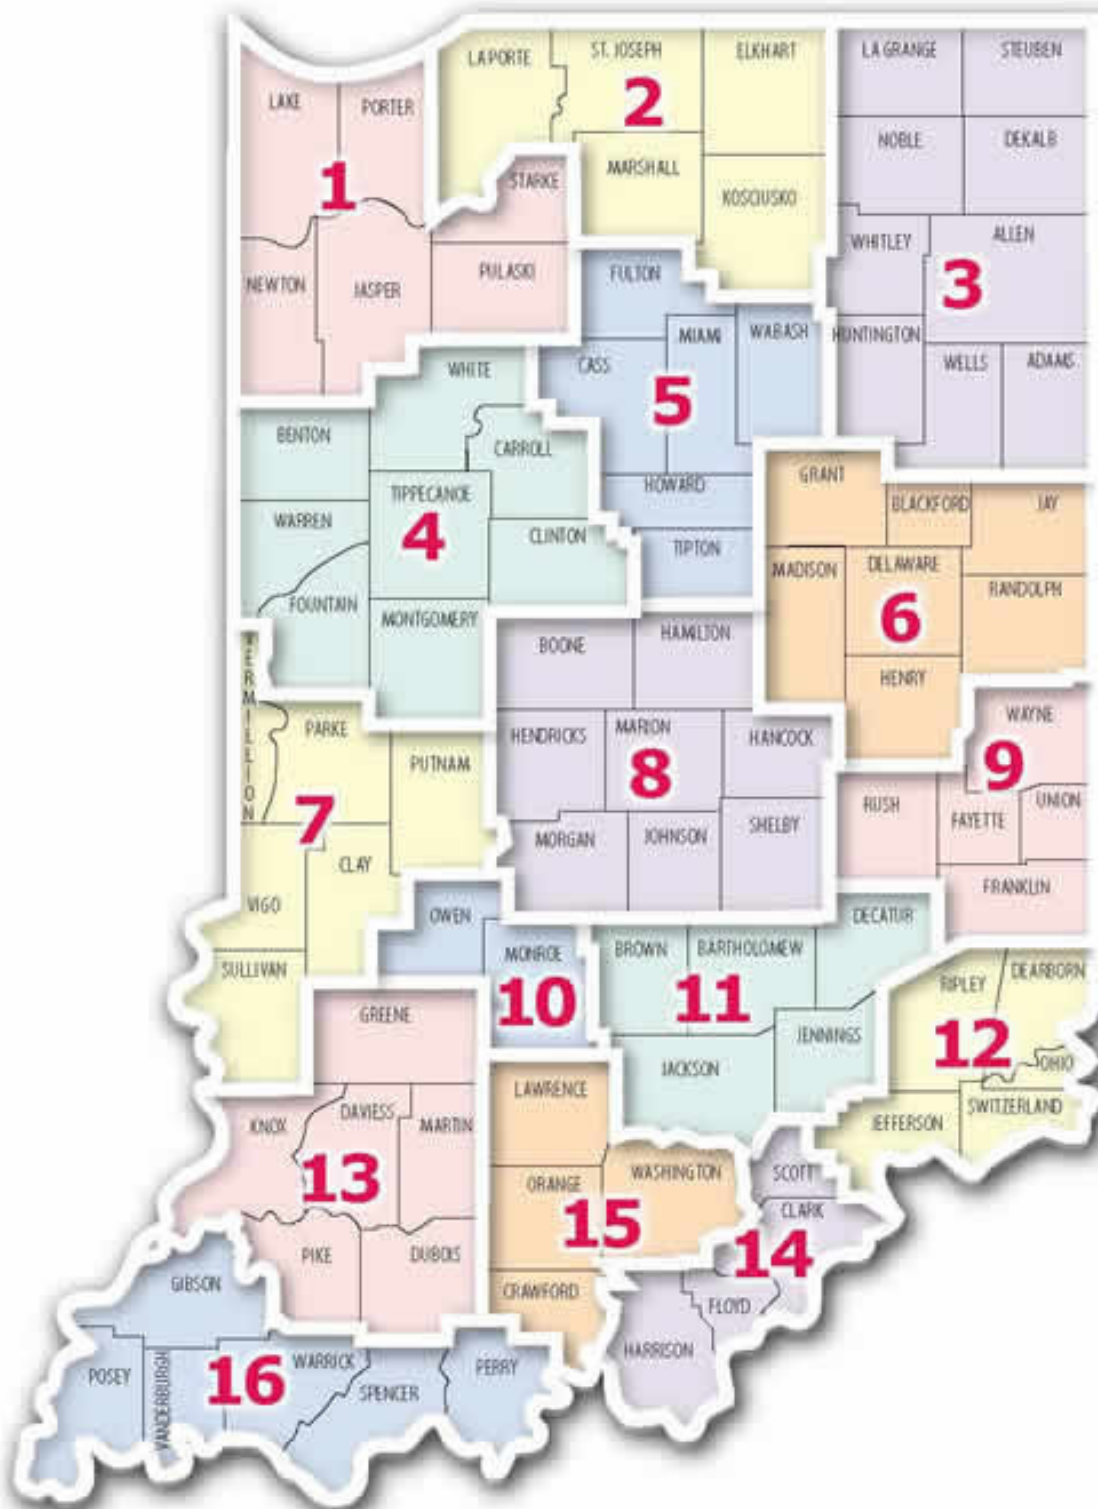 LA PORTE
ST. JOSEPH
ELKHART
LA GRANGE
STEUBEN
LAKE
PORTER
2
MARSHALL
NOBLE
DEKALB
1
STARKE
KOSCIUSKO
WHITLEY
ALLEN
3
NEWTON
JASPER
PULASKI
FULTON
MIAMI
WABASH
HUNTINGTON
WELLS
ADAMS
WHITE
CASS
5
BENTON
CARROLL
TIPPECANOE
HOWARD
GRANT
BLACKFORD
JAY
WARREN
4
CLINTON
TIPTON
MADISON
DELAWARE
RANDOLPH
FOUNTAIN
MONTGOMERY
6
BOONE
HAMILTON
HENRY
VERMILLION
PARKE
PUTNAM
HENDRICKS
MARION
HANCOCK
WAYNE
8
9
7
RUSH
FAYETTE
UNION
CLAY
MORGAN
JOHNSON
SHELBY
FRANKLIN
VIGO
OWEN
DECATUR
SULLIVAN
MONROE
BROWN
BARTHOLOMEW
RIPLEY
DEARBORN
10
11
GREENE
JENNINGS
12
OHIO
JACKSON
LAWRENCE
KNOX
DAVIESS
MARTIN
JEFFERSON
SWITZERLAND
13
ORANGE
WASHINGTON
SCOTT
CLARK
15
14
PIKE
DUBOIS
GIBSON
CRAWFORD
FLOYD
HARRISON
POSEY
VANDERBURGH
16
WARRICK
SPENCER
PERRY